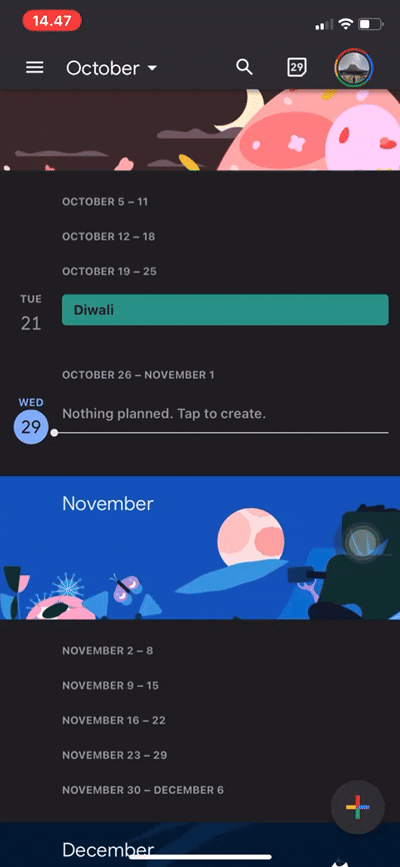 14.47
October
29
OCTOBER 5 – 11
OCTOBER 12 – 18
OCTOBER 19 – 25
TUE
21
Diwali
OCTOBER 26 – NOVEMBER 1
WED
29
Nothing planned. Tap to create.
November
NOVEMBER 2 – 8
NOVEMBER 9 – 15
NOVEMBER 16 – 22
NOVEMBER 23 – 29
NOVEMBER 30 – DECEMBER 6
December